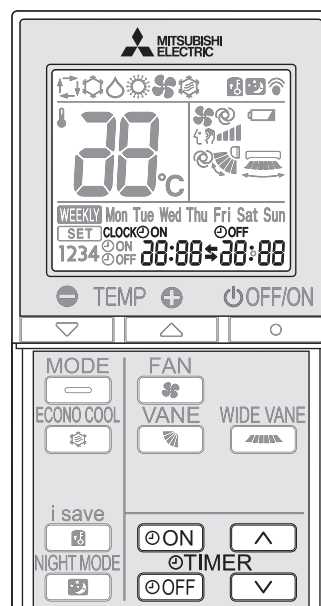 MITSUBISHI
ELECTRIC
88°C
WEEKLY Mon Tue Wed Thu Fri Sat Sun
SET CLOCK ON OFF
1234 ON OFF 88:88 88:88
TEMP OFF/ON
MODE FAN
ECONO COOL VANE WIDE VANE
i save
ON
NIGHT MODE TIMER
OFF